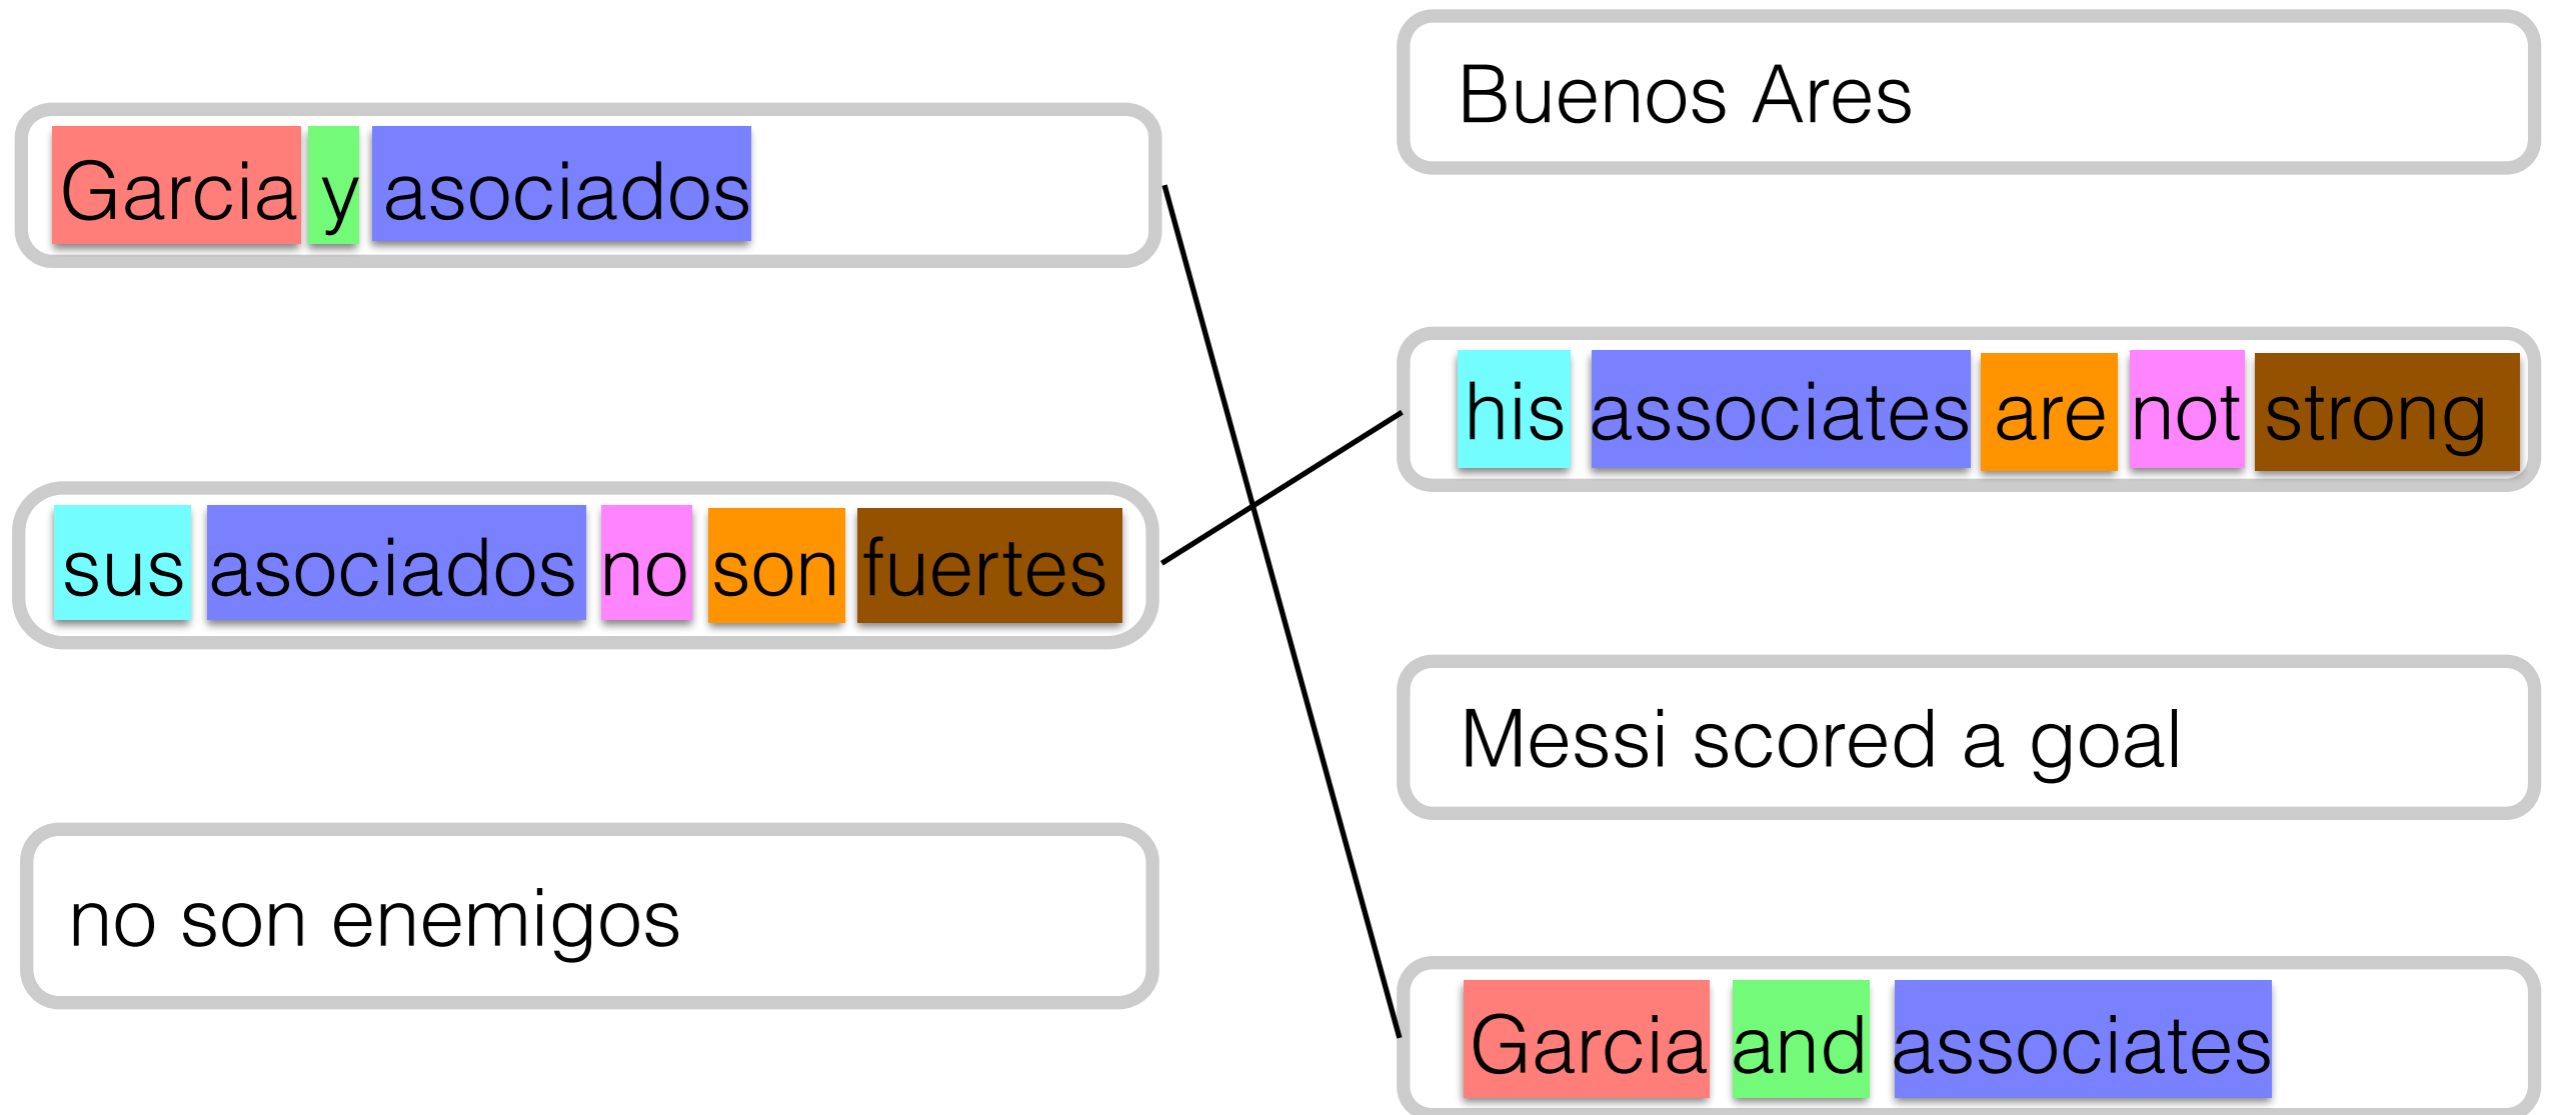 Garcia y asociados
sus asociados no son fuertes
no son enemigos
Buenos Ares
his associates are not strong
Messi scored a goal
Garcia and associates